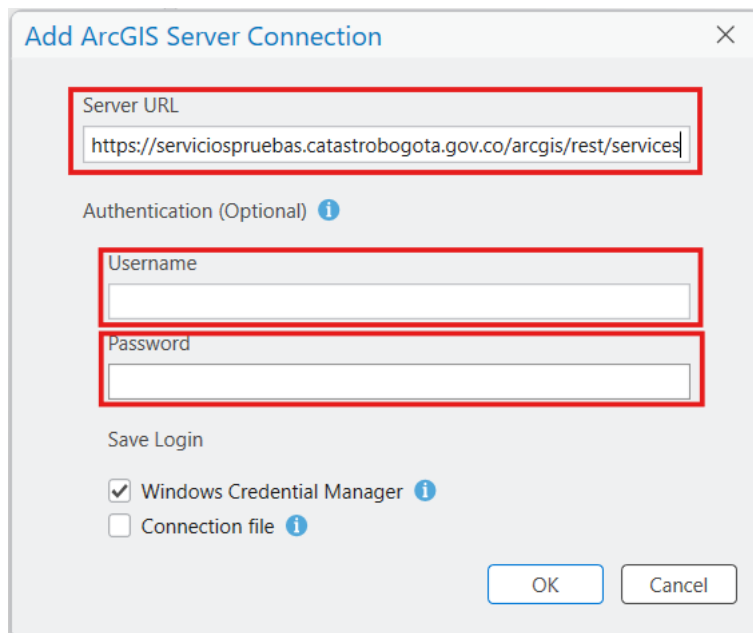 Add ArcGIS Server Connection
Server URL
https://serviciospruebas.catastrobogota.gov.co/arcgis/rest/services
Authentication (Optional)
Username
Password
Save Login
Windows Credential Manager
Connection file
OK Cancel